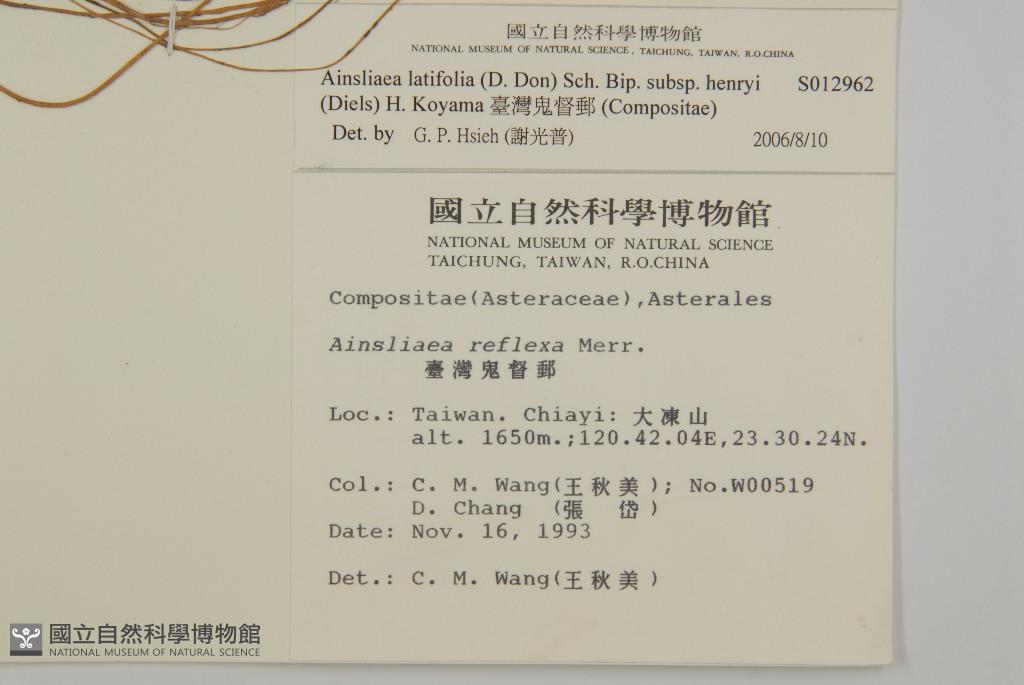 國立自然科學博物館
NATIONAL MUSEUM OF NATURAL SCIENCE, TAICHUNG, TAIWAN, R.O.CHINA
Ainsliaea latifolia (D. Don) Sch. Bip. subsp. henryi S012962
(Diels) H. Koyama 臺灣鬼督郵 (Compositae)
Det. by G. P. Hsieh (謝光普) 2006/8/10
國立自然科學博物館
NATIONAL MUSEUM OF NATURAL SCIENCE
TAICHUNG, TAIWAN, R.O.CHINA
Compositae(Asteraceae),Asterales
Ainsliaea reflexa Merr.
臺灣鬼督郵
Loc.: Taiwan. Chiayi: 大凍山
alt. 1650m.;120.42.04E,23.30.24N.
Col.: C. M. Wang(王秋美); No.W00519
D. Chang (張 岱)
Date: Nov. 16, 1993
Det.: C. M. Wang(王秋美)
國立自然科學博物館
NATIONAL MUSEUM OF NATURAL SCIENCE